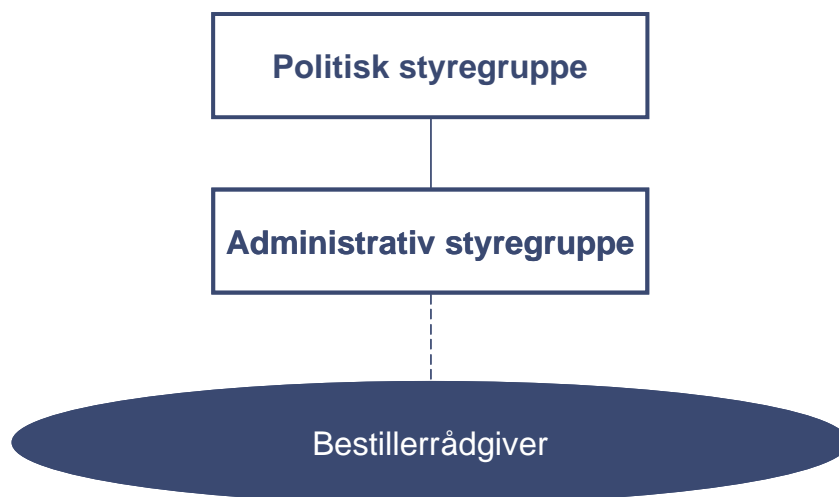 Politisk styregruppe
Administrativ styregruppe
Bestillerrådgiver